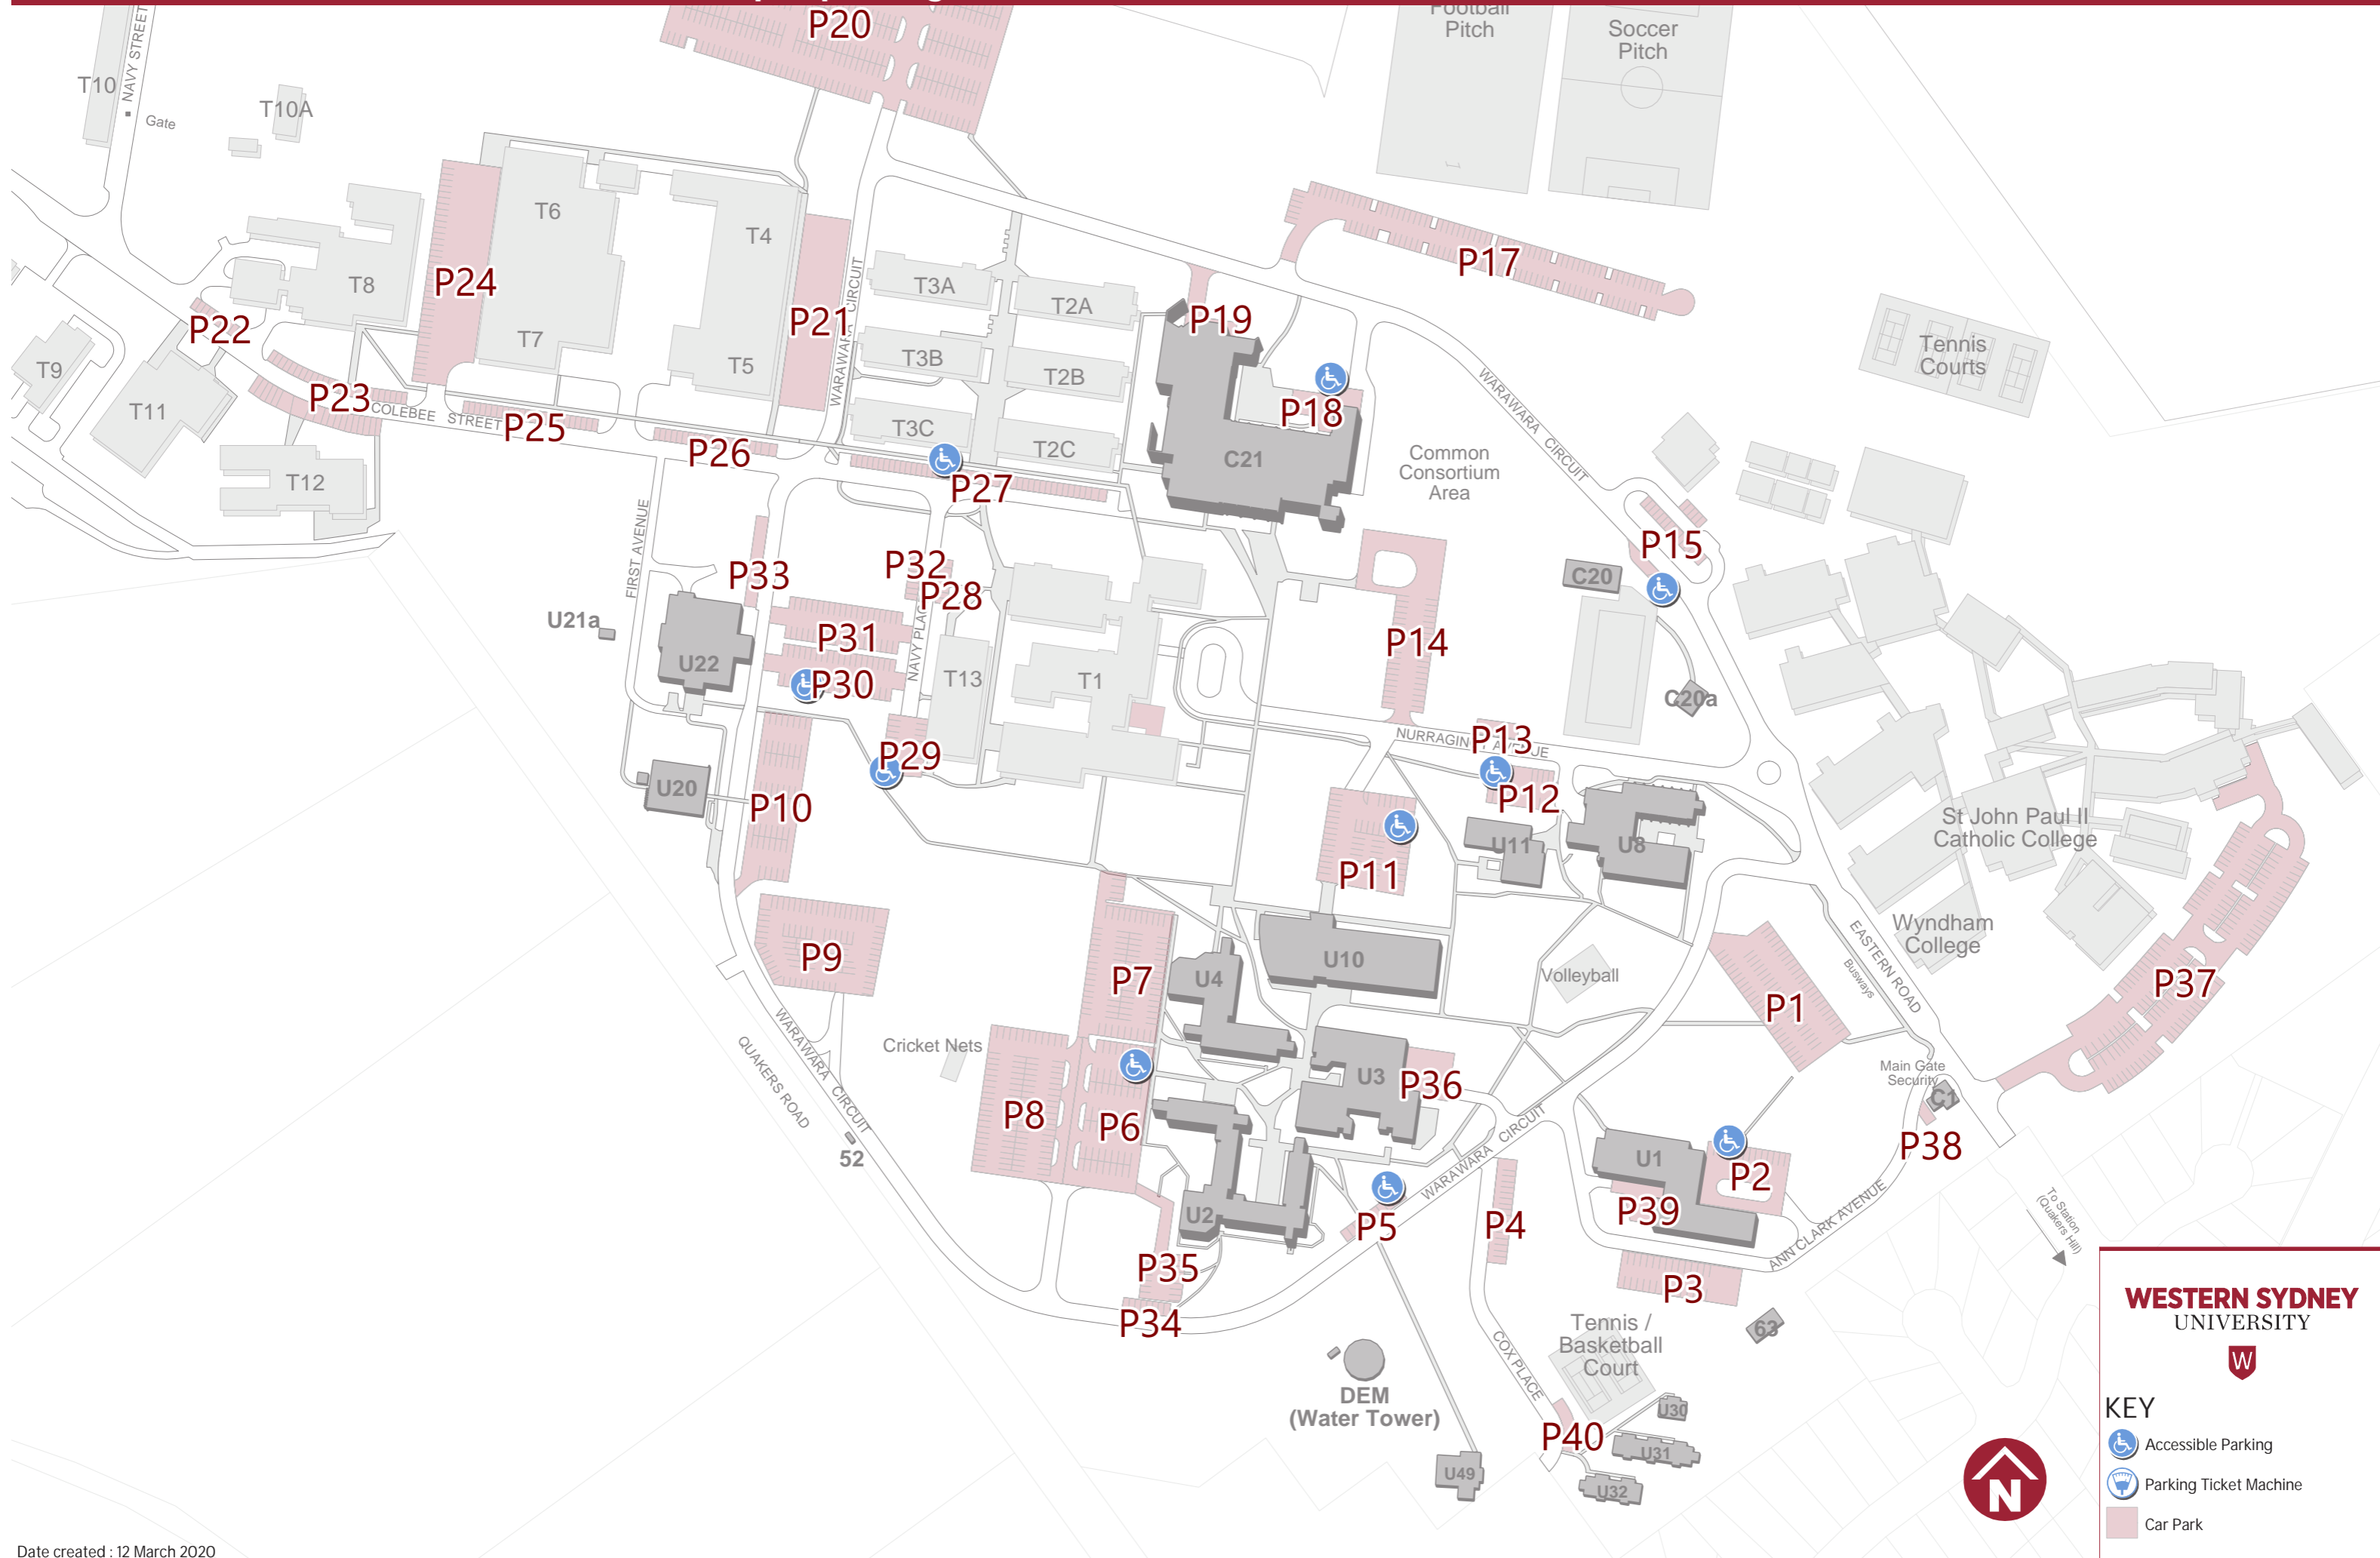 P20
Football
Pitch
Soccer
Pitch
T10
NAVY STREET
Gate
T10A
T6
T4
T8
P24
P17
T3A
T2A
P21
WARAWARA CIRCUIT
P19
P22
T7
T5
T3B
T2B
T9
Tennis
Courts
T11
P23
COLEBEE STREET
P25
P26
T3C
T2C
P18
C21
WARAWARA CIRCUIT
Common
Consortium
Area
T12
P27
FIRST AVENUE
P33
P32
P28
P15
C20
U21a
P31
U22
P30
NAVY PLACE
T13
T1
P14
C20a
P29
NURRAGINGY AVENUE
P13
U20
P10
P12
P11
U11
U8
St John Paul II
Catholic College
Wyndham
College
P9
P7
U4
U10
Volleyball
P1
EASTERN ROAD
Busways
P37
Cricket Nets
WARAWARA CIRCUIT
QUAKERS ROAD
P8
P6
U3
P36
Main Gate
Security
C1
P38
52
U1
P2
U2
WARAWARA CIRCUIT
P5
P4
P39
ANN CLARK AVENUE
To Station
(Quakers Hill)
P35
P3
P34
63
Tennis /
Basketball
Court
COX PLACE
DEM
(Water Tower)
U30
P40
U31
U49
U32
N
WESTERN SYDNEY
UNIVERSITY
W
KEY
Accessible Parking
Parking Ticket Machine
Car Park
Date created : 12 March 2020